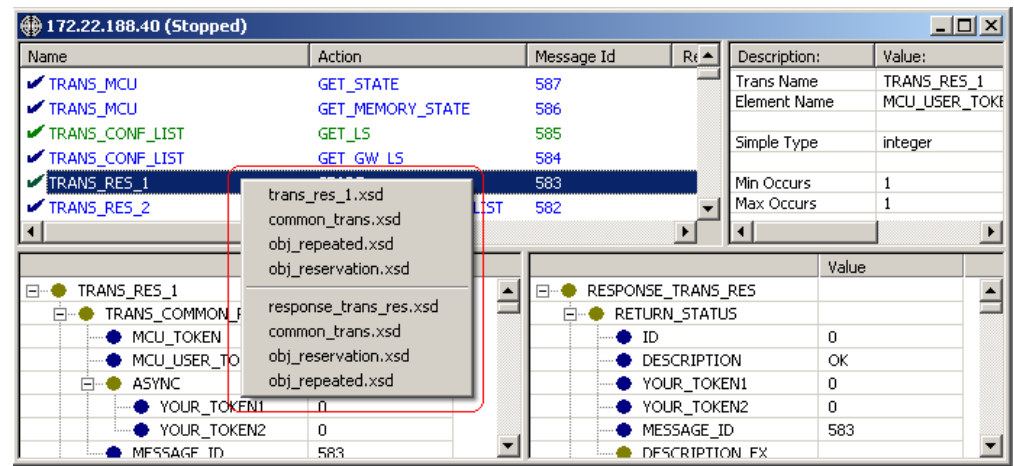 172.22.188.40 (Stopped)
Name Action Message Id
TRANS_MCU GET_STATE 587
TRANS_MCU GET_MEMORY_STATE 586
TRANS_CONF_LIST GET_LS 585
TRANS_CONF_LIST GET_GW_LS 584
TRANS_RES_1 583
TRANS_RES_2 LIST 582
Description: Value:
Trans Name TRANS_RES_1
Element Name MCU_USER_TOKE
Simple Type integer
Min Occurs 1
Max Occurs 1
trans_res_1.xsd
common_trans.xsd
obj_repeated.xsd
obj_reservation.xsd
response_trans_res.xsd
common_trans.xsd
obj_reservation.xsd
obj_repeated.xsd
TRANS_RES_1
TRANS_COMMON_
MCU_TOKEN
MCU_USER_TO
ASYNC
YOUR_TOKEN1 0
YOUR_TOKEN2 0
MESSAGE_ID 583
Value
RESPONSE_TRANS_RES
RETURN_STATUS
ID 0
DESCRIPTION OK
YOUR_TOKEN1 0
YOUR_TOKEN2 0
MESSAGE_ID 583
DESCRIPTION_EX